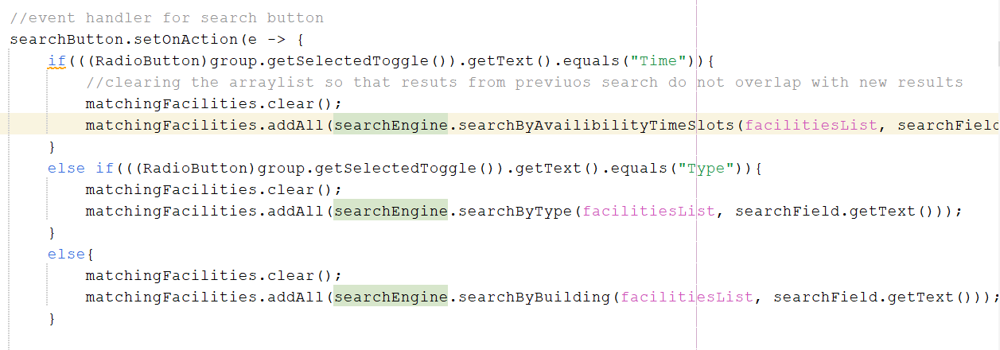 //event handler for search button
searchButton.setOnAction(e -> {
if(((RadioButton)group.getSelectedToggle()).getText().equals("Time")){
//clearing the arraylist so that resuts from previuos search do not overlap with new results
matchingFacilities.clear();
matchingFacilities.addAll(searchEngine.searchByAvailibilityTimeSlots(facilitiesList, searchField
}
else if(((RadioButton)group.getSelectedToggle()).getText().equals("Type")){
matchingFacilities.clear();
matchingFacilities.addAll(searchEngine.searchByType(facilitiesList, searchField.getText()));
}
else{
matchingFacilities.clear();
matchingFacilities.addAll(searchEngine.searchByBuilding(facilitiesList, searchField.getText()));
}